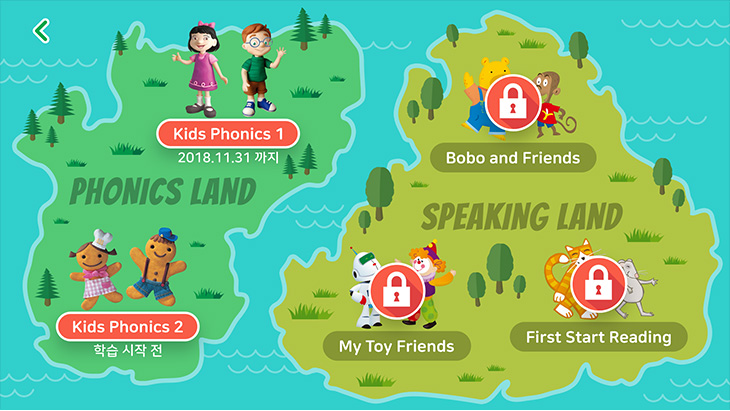 Kids Phonics 1
2018.11.31 까지
PHONICS LAND
Kids Phonics 2
학습 시작 전
Bobo and Friends
SPEAKING LAND
My Toy Friends
First Start Reading